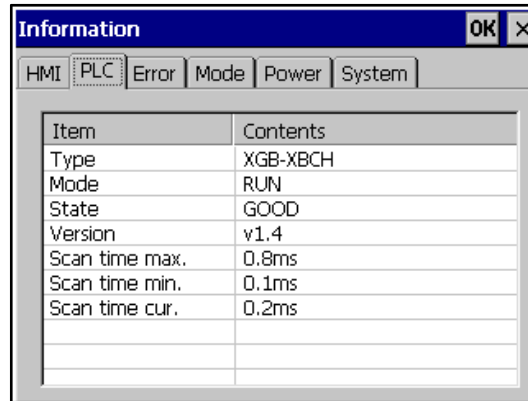 Information OK ×
HMI PLC Error Mode Power System
Item Contents
Type XGB-XBCH
Mode RUN
State GOOD
Version v1.4
Scan time max. 0.8ms
Scan time min. 0.1ms
Scan time cur. 0.2ms